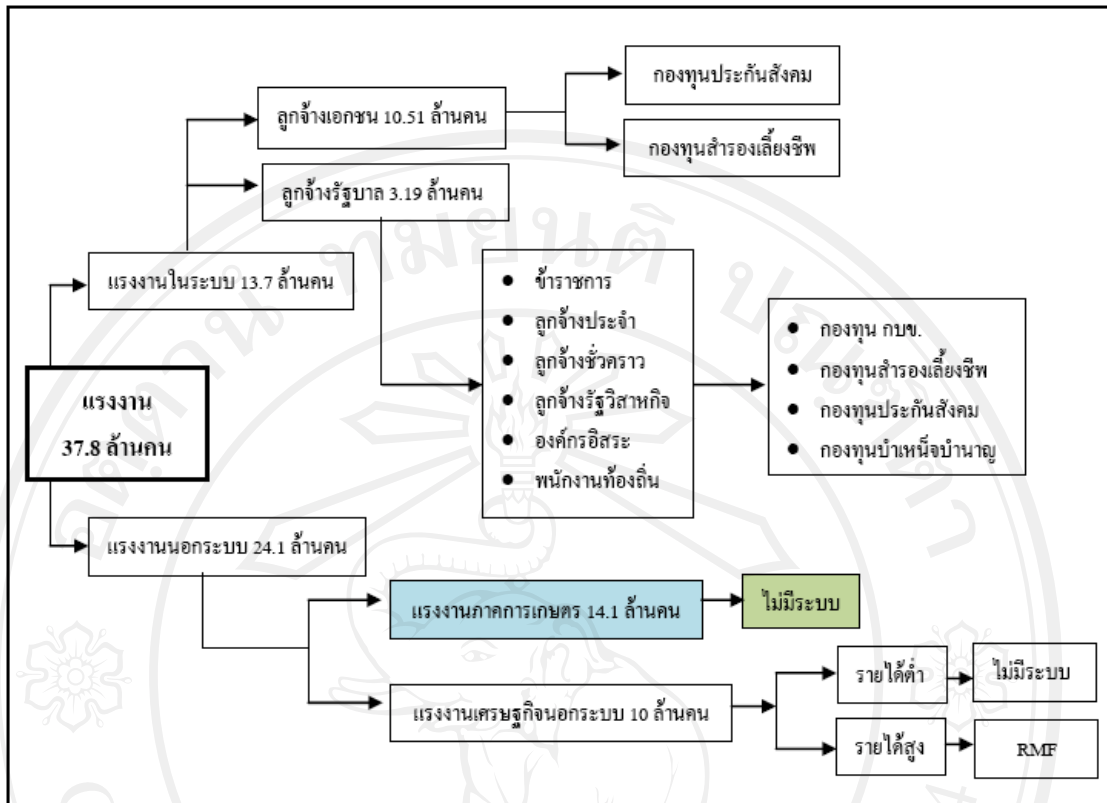 กองทุนประกันสังคม
ลูกจ้างเอกชน 10.51 ล้านคน
กองทุนสำรองเลี้ยงชีพ
ลูกจ้างรัฐบาล 3.19 ล้านคน
แรงงานในระบบ 13.7 ล้านคน
● ข้าราชการ
● ลูกจ้างประจำ
● ลูกจ้างชั่วคราว
● ลูกจ้างรัฐวิสาหกิจ
● องค์กรอิสระ
● พนักงานท้องถิ่น
● กองทุน กบข.
● กองทุนสำรองเลี้ยงชีพ
● กองทุนประกันสังคม
● กองทุนบำเหน็จบำนาญ
แรงงาน
37.8 ล้านคน
แรงงานนอกระบบ 24.1 ล้านคน
แรงงานภาคการเกษตร 14.1 ล้านคน
ไม่มีระบบ
แรงงานเศรษฐกิจนอกระบบ 10 ล้านคน
รายได้ต่ำ
ไม่มีระบบ
รายได้สูง
RMF